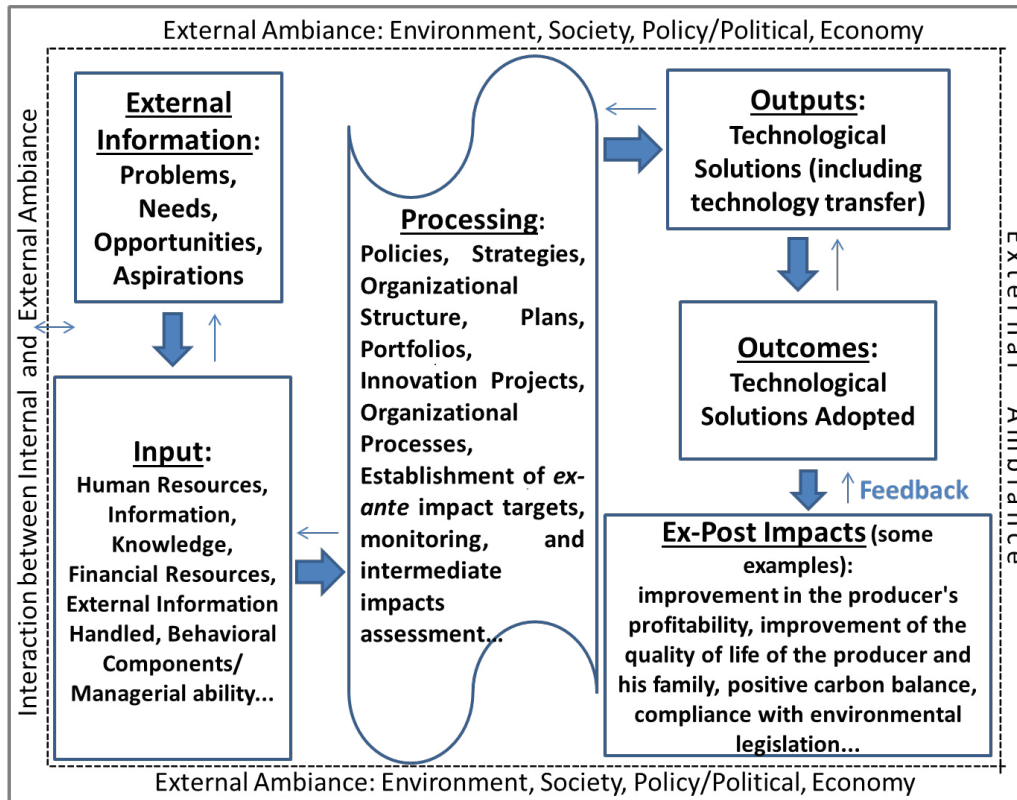 External Ambiance: Environment, Society, Policy/Political, Economy
Interaction between Internal and External Ambiance
External
Information:
Problems,
Needs,
Opportunities,
Aspirations
Input:
Human Resources,
Information,
Knowledge,
Financial Resources,
External Information
Handled, Behavioral
Components/
Managerial ability...
Processing:
Policies, Strategies,
Organizational
Structure, Plans,
Portfolios,
Innovation Projects,
Organizational
Processes,
Establishment of ex-
ante impact targets,
monitoring, and
intermediate
impacts
assessment...
Outputs:
Technological
Solutions (including
technology transfer)
Outcomes:
Technological
Solutions Adopted
Feedback
Ex-Post Impacts (some
examples):
improvement in the producer's
profitability, improvement of the
quality of life of the producer and
his family, positive carbon balance,
compliance with environmental
legislation...
External Ambiance
External Ambiance: Environment, Society, Policy/Political, Economy